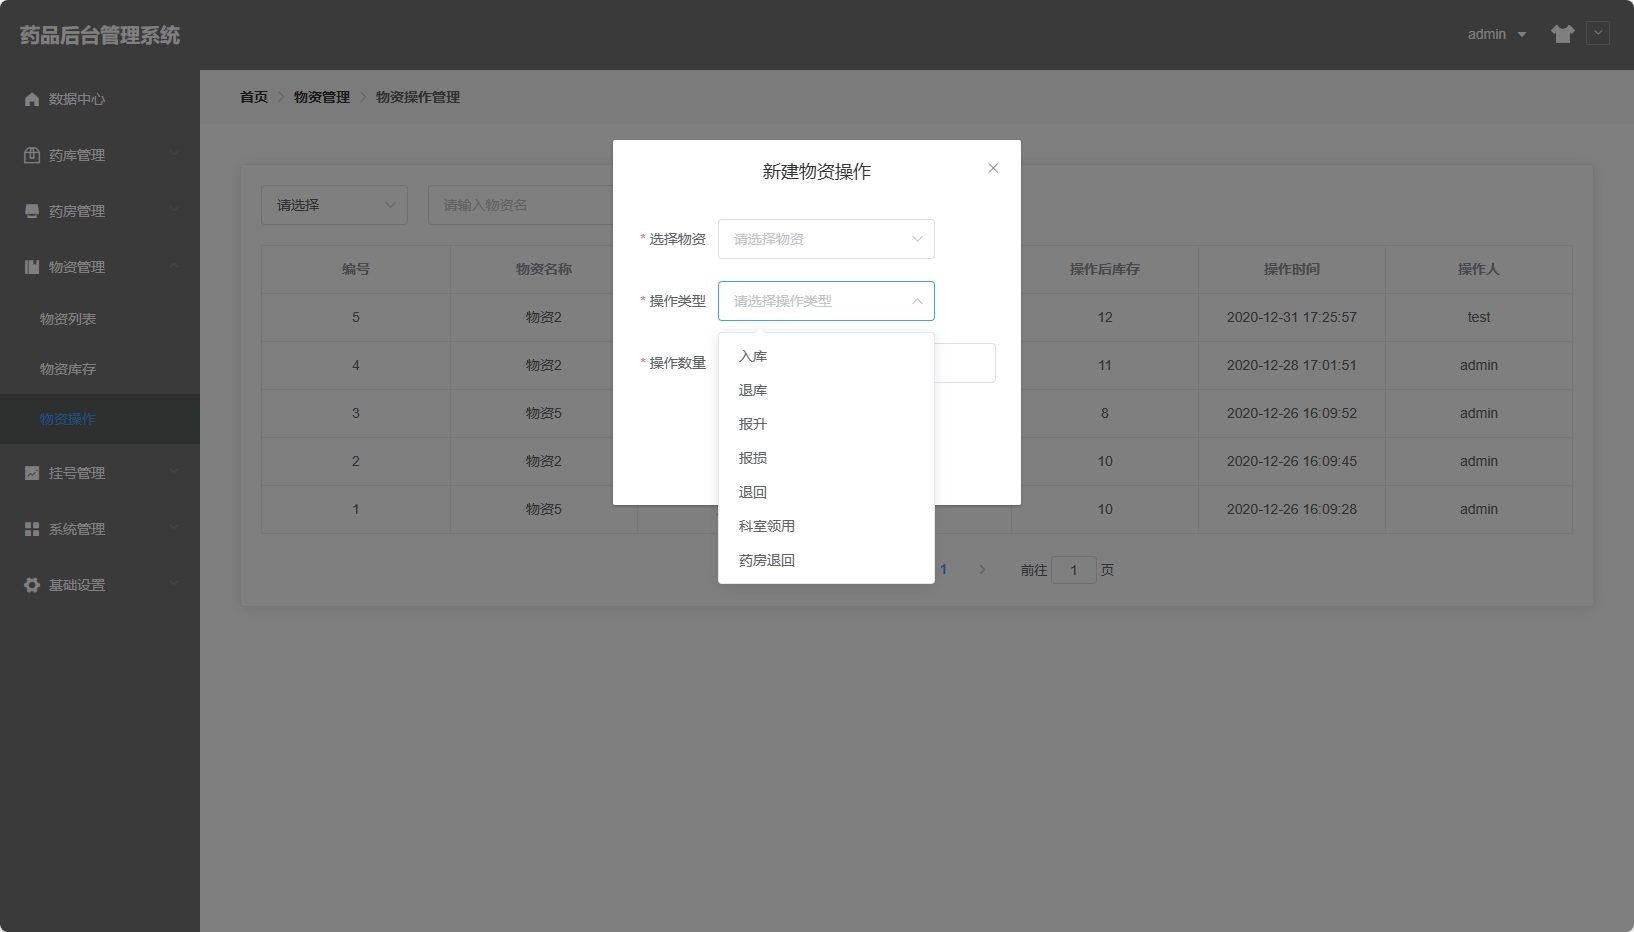 药品后台管理系统
admin
数据中心
药库管理
药房管理
物资管理
物资列表
物资库存
物资操作
挂号管理
系统管理
基础设置
首页 物资管理 物资操作管理
请选择 请输入物资名
编号 物资名称 操作后库存 操作时间 操作人
5 物资2 12 2020-12-31 17:25:57 test
4 物资2 11 2020-12-28 17:01:51 admin
3 物资5 8 2020-12-26 16:09:52 admin
2 物资2 10 2020-12-26 16:09:45 admin
1 物资5 10 2020-12-26 16:09:28 admin
1 前往 1 页
新建物资操作
* 选择物资 请选择物资
* 操作类型 请选择操作类型
* 操作数量
入库
退库
报升
报损
退回
科室领用
药房退回